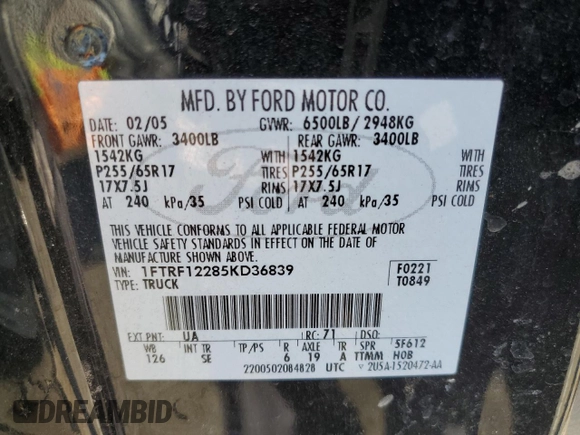 MFD. BY FORD MOTOR CO.
DATE: 02/05 GVWR: 6500LB/ 2948KG
FRONT GAWR: 3400LB REAR GAWR: 3400LB
1542KG WITH 1542KG WITH
P255/65R17 TIRES P255/65R17 TIRES
17X7.5J RIMS 17X7.5J RIMS
AT 240 kPa/35 PSI COLD AT 240 kPa/35 PSI COLD
THIS VEHICLE CONFORMS TO ALL APPLICABLE FEDERAL MOTOR
VEHICLE SAFETY STANDARDS IN EFFECT ON THE DATE OF
MANUFACTURE SHOWN ABOVE.
VIN: 1FTRF12285KD36839 F0221
TYPE: TRUCK T0849
Ford
EXT PNT: UA RC: 71 DSO:
WB INT TR TP/PS R AXLE TR SPR 5F612
126 SE 6 19 A TTMM HOB
2200502084828 UTC 2U5A-1520472-AA
DREAMBID